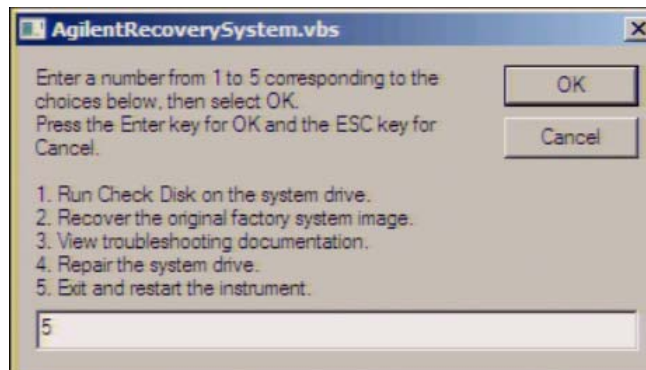 AgilentRecoverySystem.vbs
Enter a number from 1 to 5 corresponding to the
choices below, then select OK.
Press the Enter key for OK and the ESC key for
Cancel.
OK
Cancel
1. Run Check Disk on the system drive.
2. Recover the original factory system image.
3. View troubleshooting documentation.
4. Repair the system drive.
5. Exit and restart the instrument.
5